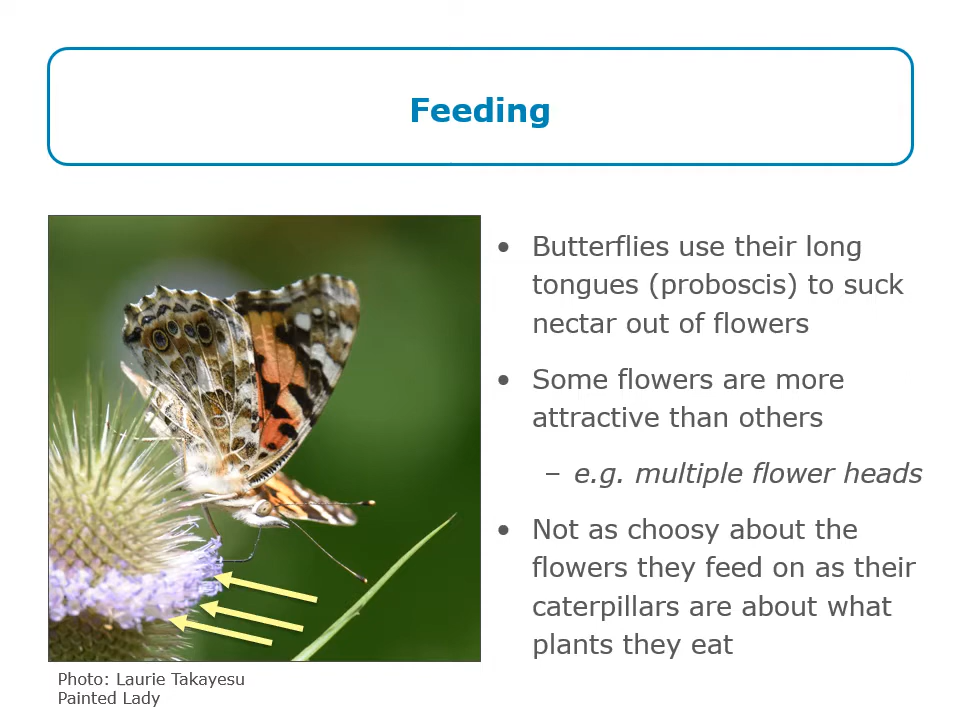 Feeding
• Butterflies use their long
tongues (proboscis) to suck
nectar out of flowers
• Some flowers are more
attractive than others
– e.g. multiple flower heads
• Not as choosy about the
flowers they feed on as their
caterpillars are about what
plants they eat
Photo: Laurie Takayesu
Painted Lady